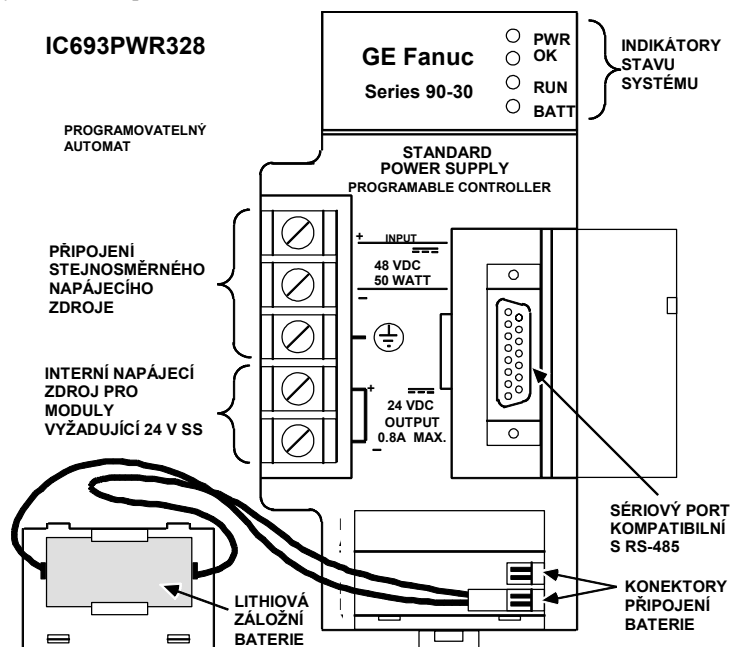 IC693PWR328
PROGRAMOVATELNÝ
AUTOMAT
GE Fanuc
Series 90-30
PWR
OK
RUN
BATT
INDIKÁTORY
STAVU
SYSTÉMU
STANDARD
POWER SUPPLY
PROGRAMABLE CONTROLLER
PŘIPOJENÍ
STEJNOSMĚRNÉHO
NAPÁJECÍHO
ZDROJE
+
INPUT
48 VDC
50 WATT
–
INTERNÍ NAPÁJECÍ
ZDROJ PRO
MODULY
VYŽADUJÍCÍ 24 V SS
+
24 VDC
OUTPUT
0.8A MAX.
–
SÉRIOVÝ PORT
KOMPATIBILNÍ
S RS-485
LITHIOVÁ
ZÁLOŽNÍ
BATERIE
KONEKTORY
PŘIPOJENÍ
BATERIE